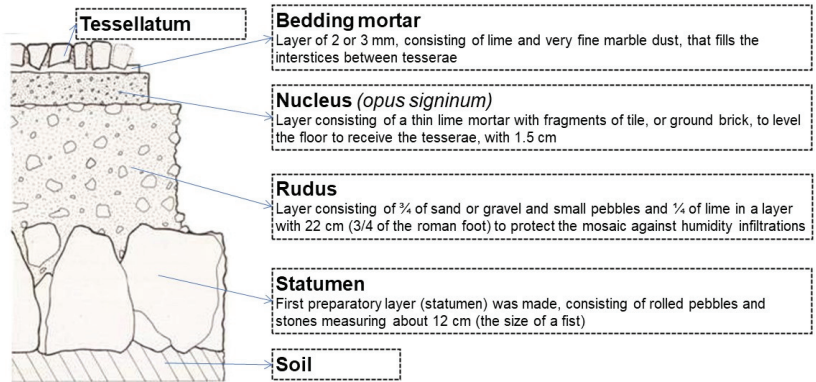 Tessellatum
Bedding mortar
Layer of 2 or 3 mm, consisting of lime and very fine marble dust, that fills the
interstices between tesserae
Nucleus (opus signinum)
Layer consisting of a thin lime mortar with fragments of tile, or ground brick, to level
the floor to receive the tesserae, with 1.5 cm
Rudus
Layer consisting of ¾ of sand or gravel and small pebbles and ¼ of lime in a layer
with 22 cm (3/4 of the roman foot) to protect the mosaic against humidity infiltrations
Statumen
First preparatory layer (statumen) was made, consisting of rolled pebbles and
stones measuring about 12 cm (the size of a fist)
Soil